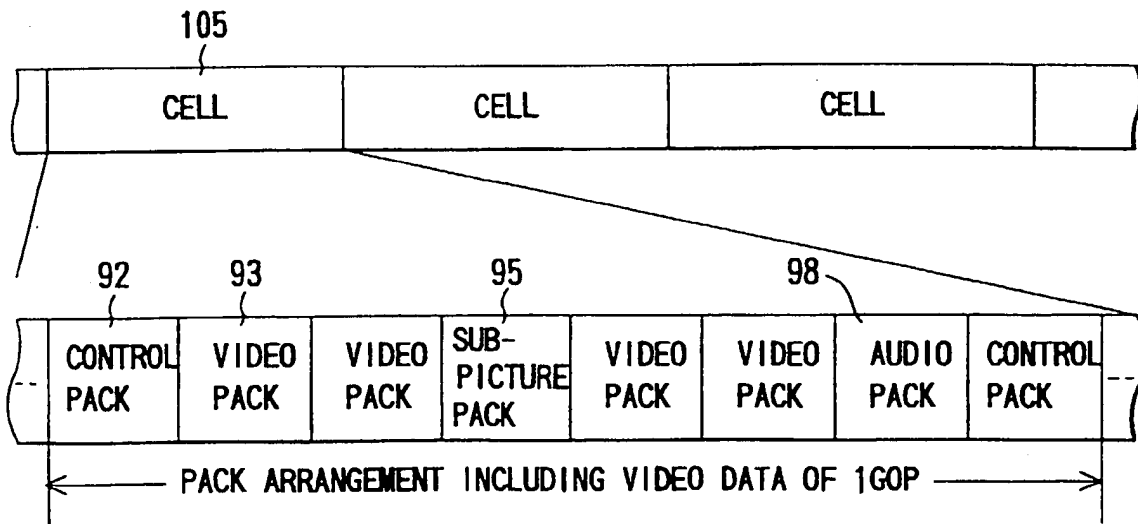 105
CELL CELL CELL
92 93 95 98
CONTROL PACK
VIDEO PACK
VIDEO PACK
SUB-PICTURE PACK
VIDEO PACK
VIDEO PACK
AUDIO PACK
CONTROL PACK
PACK ARRANGEMENT INCLUDING VIDEO DATA OF 1GOP